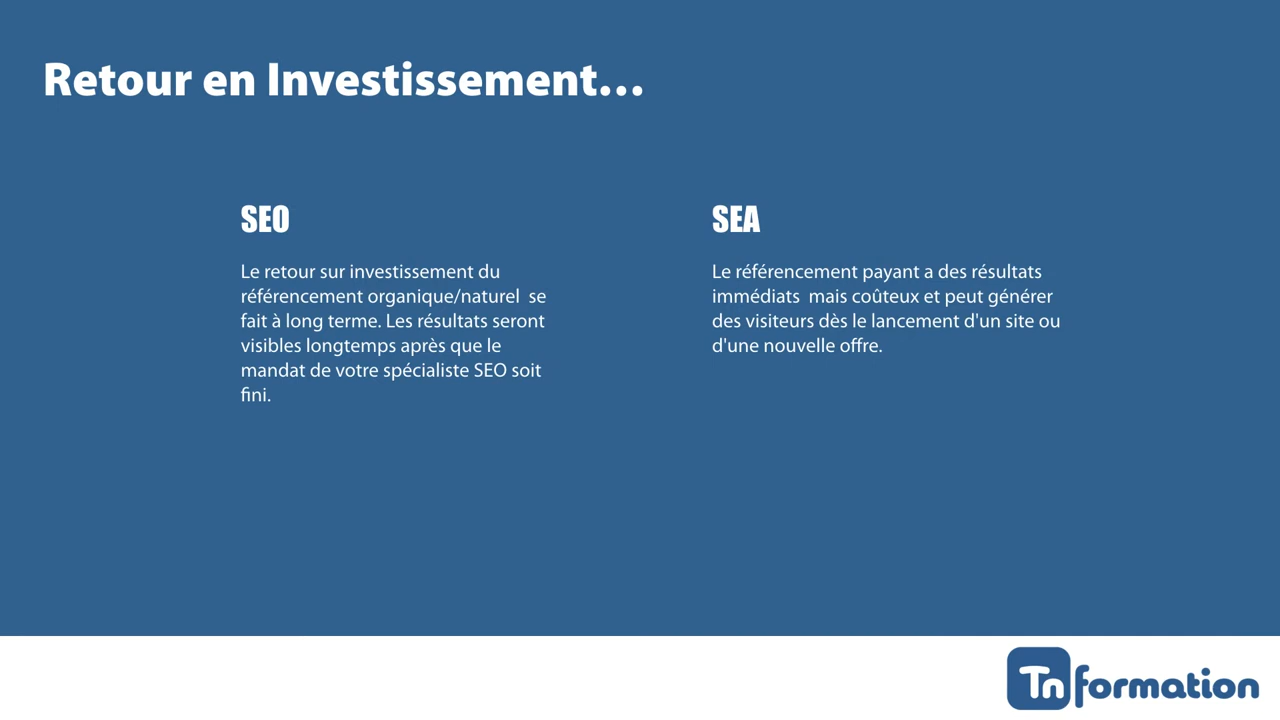 Retour en Investissement...
SEO
Le retour sur investissement du
référencement organique/naturel  se
fait à long terme. Les résultats seront
visibles longtemps après que le
mandat de votre spécialiste SEO soit
fini.
SEA
Le référencement payant a des résultats
immédiats  mais coûteux et peut générer
des visiteurs dès le lancement d'un site ou
d'une nouvelle offre.
Tnformation